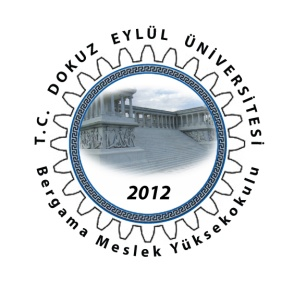 T.C. DOKUZ EYLÜL ÜNİVERSİTESİ
2012
Bergama Meslek Yüksekokulu